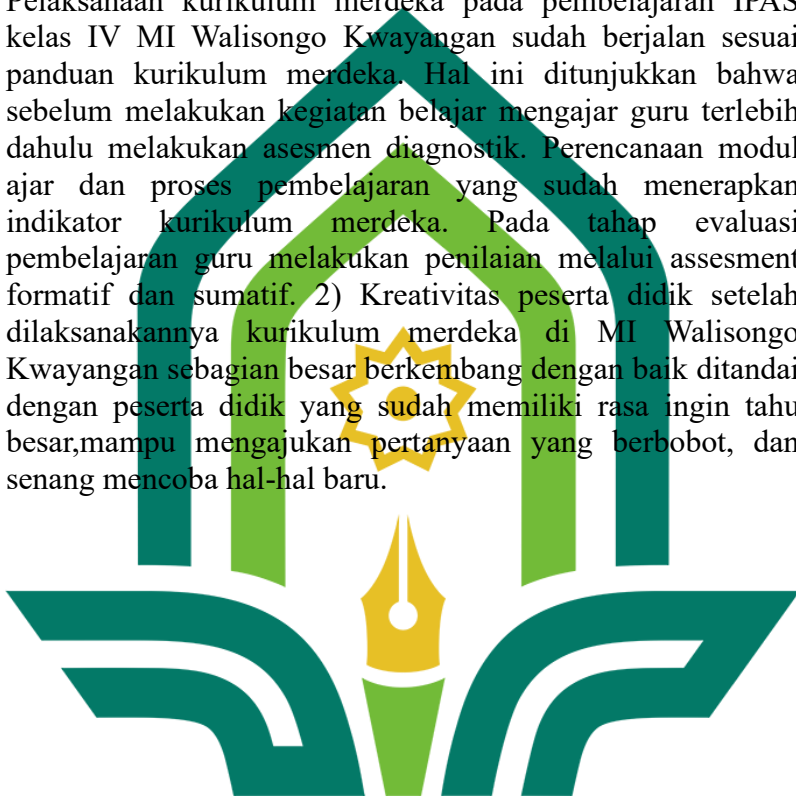 Pelaksanaan kurikulum merdeka pada pembelajaran IPAS
kelas IV MI Walisongo Kwayangan sudah berjalan sesuai
panduan kurikulum merdeka. Hal ini ditunjukkan bahwa
sebelum melakukan kegiatan belajar mengajar guru terlebih
dahulu melakukan asesmen diagnostik. Perencanaan modul
ajar dan proses pembelajaran yang sudah menerapkan
indikator kurikulum merdeka. Pada tahap evaluasi
pembelajaran guru melakukan penilaian melalui assesment
formatif dan sumatif. 2) Kreativitas peserta didik setelah
dilaksanakannya kurikulum merdeka di MI Walisongo
Kwayangan sebagian besar berkembang dengan baik ditandai
dengan peserta didik yang sudah memiliki rasa ingin tahu
besar,mampu mengajukan pertanyaan yang berbobot, dan
senang mencoba hal-hal baru.